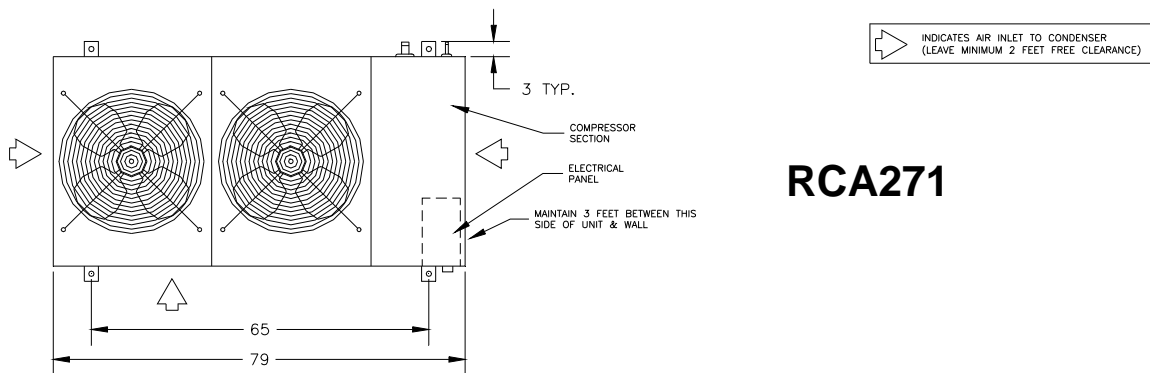 INDICATES AIR INLET TO CONDENSER
(LEAVE MINIMUM 2 FEET FREE CLEARANCE)
3 TYP.
COMPRESSOR
SECTION
ELECTRICAL
PANEL
RCA271
MAINTAIN 3 FEET BETWEEN THIS
SIDE OF UNIT & WALL
65
79